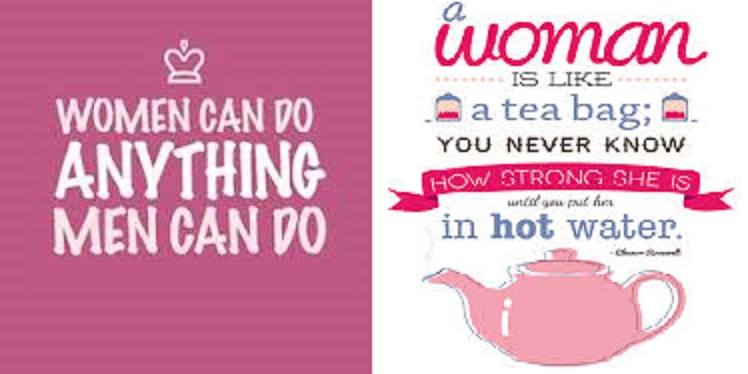 WOMEN CAN DO
ANYTHING
MEN CAN DO
a
woman
IS LIKE
a tea bag;
YOU NEVER KNOW
HOW STRONG SHE IS
until you put her
in hot water.